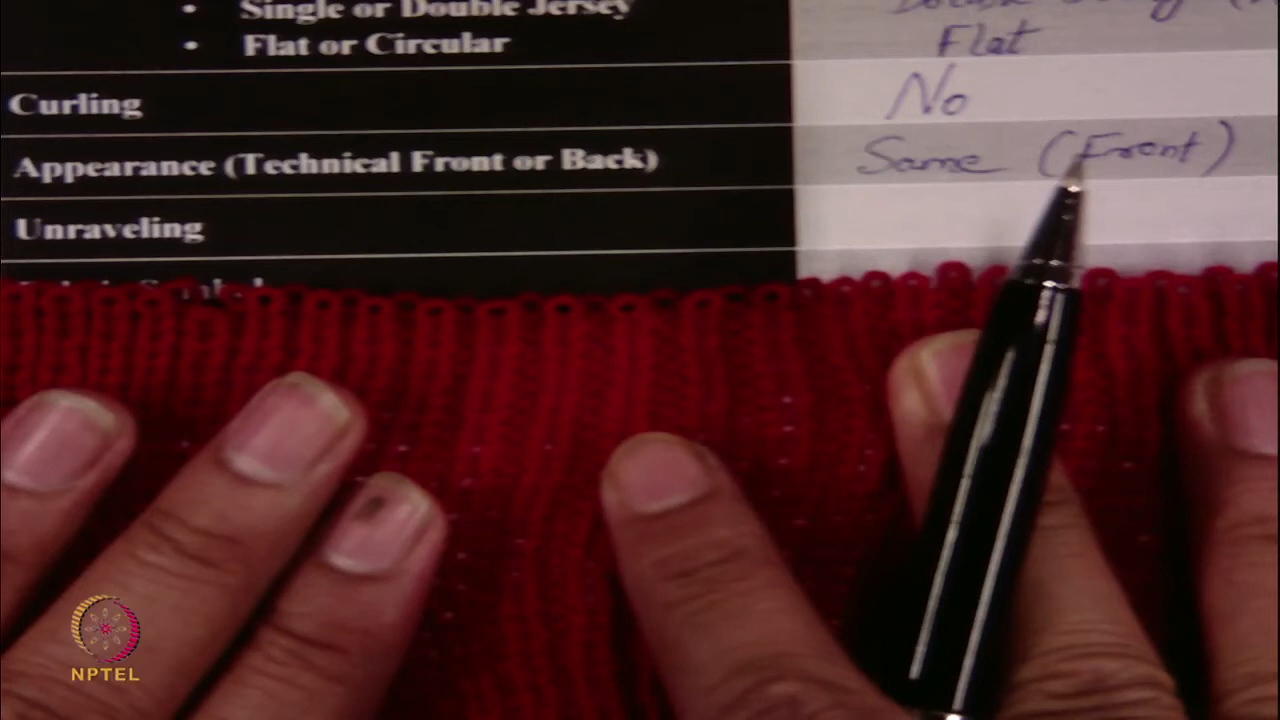 • Single or Double Jersey Double
• Flat or Circular Flat
Curling No
Appearance (Technical Front or Back) Same (Front)
Unraveling
NPTEL